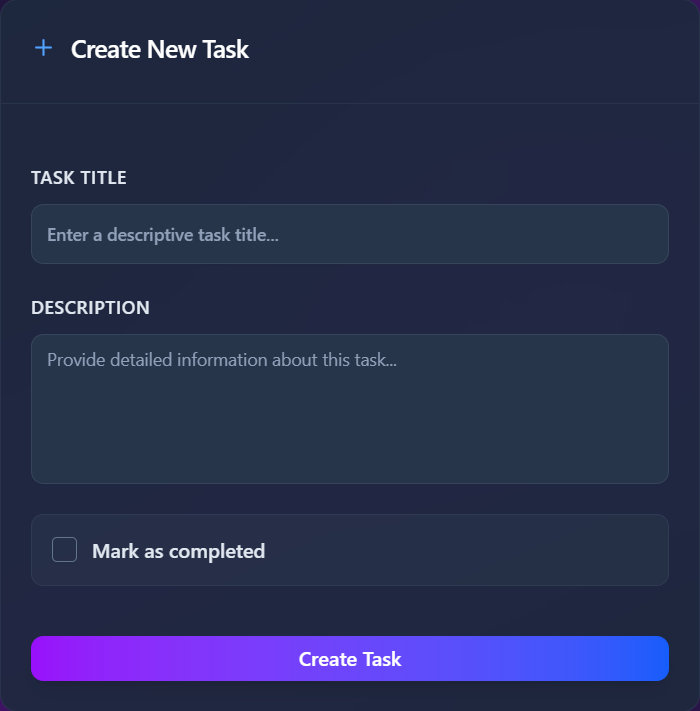 Create New Task
TASK TITLE
Enter a descriptive task title...
DESCRIPTION
Provide detailed information about this task...
Mark as completed
Create Task